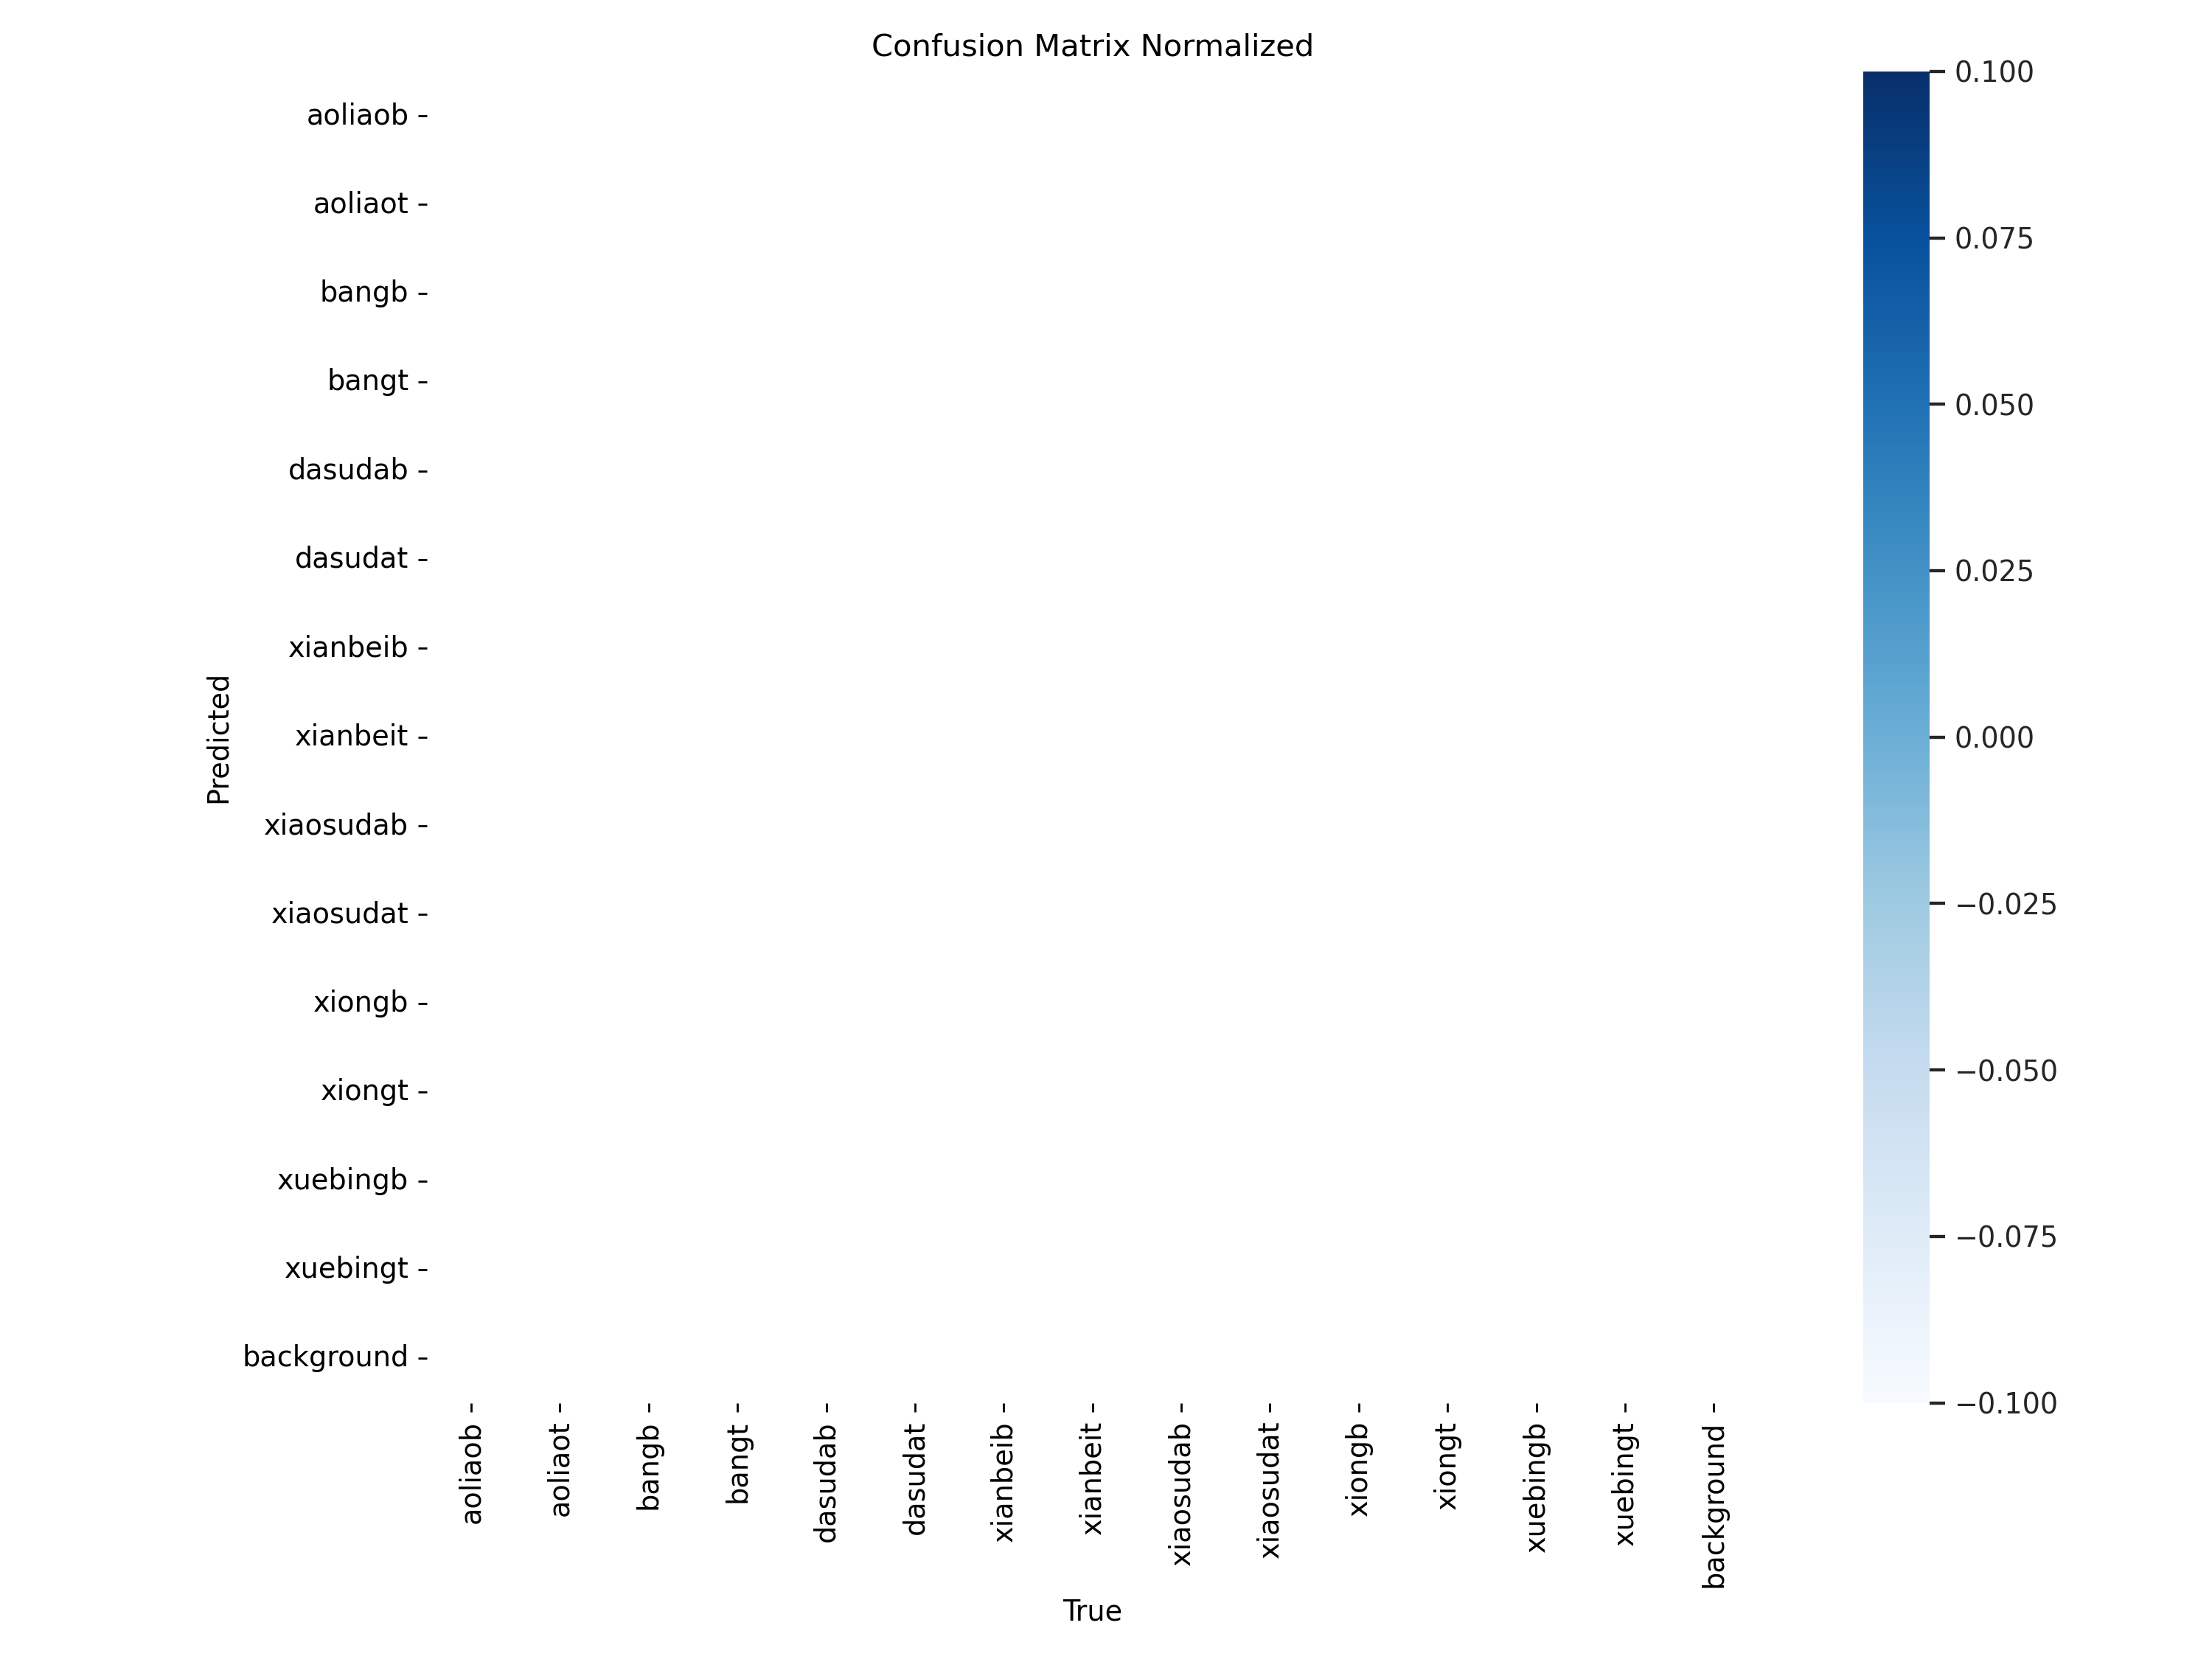 Confusion Matrix Normalized
aoliaob
aoliaot
bangb
bangt
dasudab
dasudat
xianbeib
xianbeit
xiaosudab
xiaosudat
xiongb
xiongt
xuebingb
xuebingt
background
Predicted
aoliaob
aoliaot
bangb
bangt
dasudab
dasudat
xianbeib
xianbeit
xiaosudab
xiaosudat
xiongb
xiongt
xuebingb
xuebingt
background
True
0.100
0.075
0.050
0.025
0.000
−0.025
−0.050
−0.075
−0.100